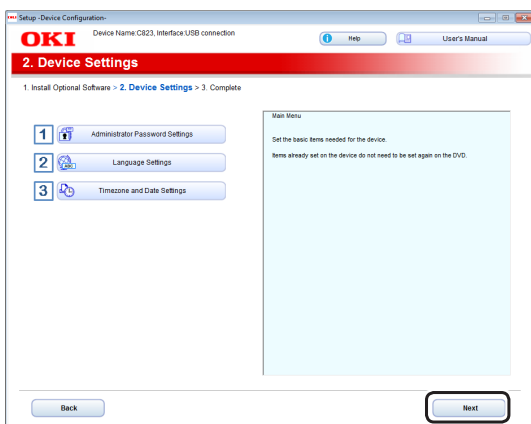 OKI Setup -Device Configuration-
OKI
Device Name:C823, Interface:USB connection
Help
User's Manual
2. Device Settings
1. Install Optional Software > 2. Device Settings > 3. Complete
1 Administrator Password Settings
2 Language Settings
3 Timezone and Date Settings
Main Menu
Set the basic items needed for the device.
Items already set on the device do not need to be set again on the DVD.
Back
Next